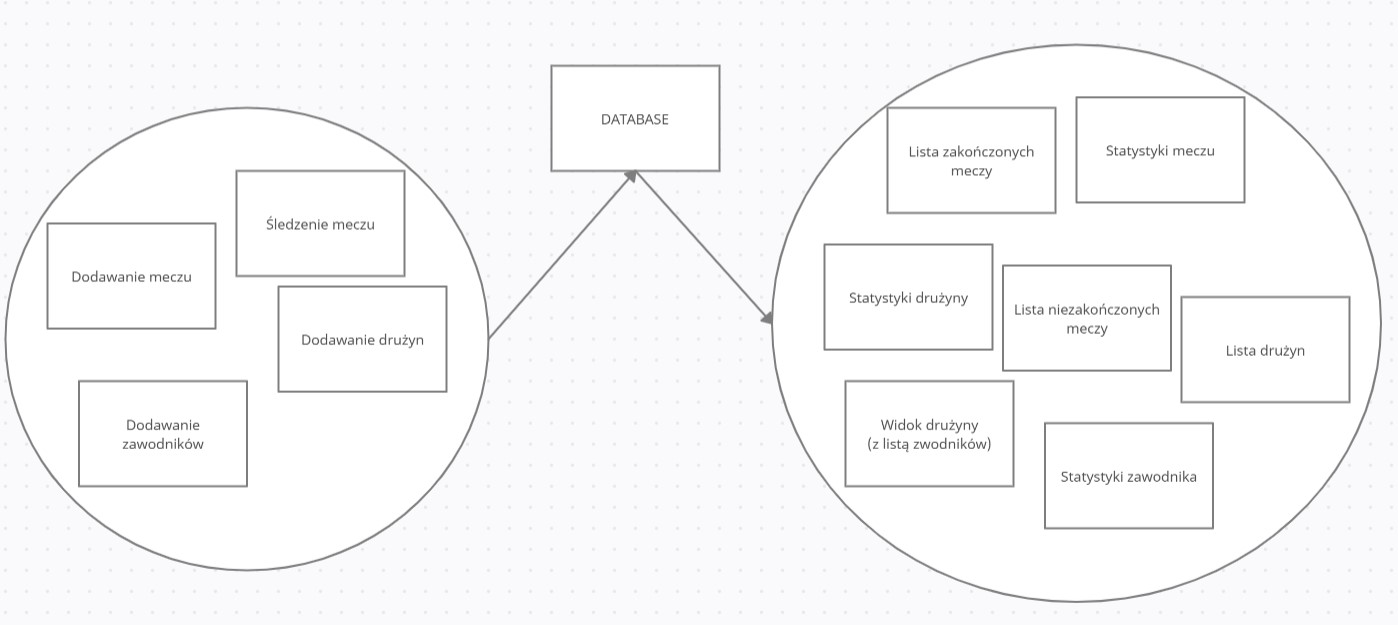 DATABASE
Śledzenie meczu
Dodawanie meczu
Dodawanie drużyn
Dodawanie
zawodników
Lista zakończonych
meczy
Statystyki meczu
Statystyki drużyny
Lista niezakończonych
meczy
Lista drużyn
Widok drużyny
(z listą zwodników)
Statystyki zawodnika